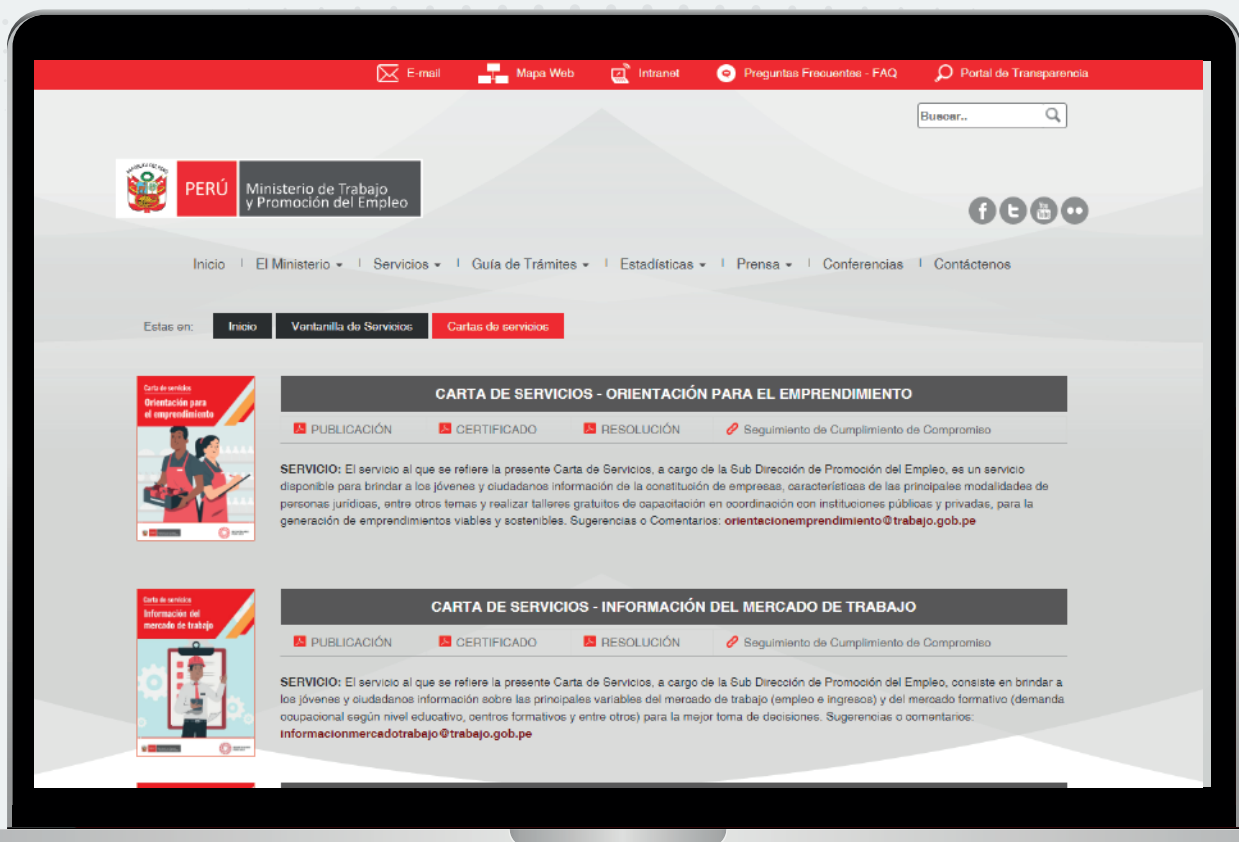 E-mail Mapa Web Intranet Preguntas Frecuentes - FAQ Portal de Transparencia
Buscar..
PERÚ Ministerio de Trabajo
y Promoción del Empleo
Inicio El Ministerio Servicios Guía de Trámites Estadísticas Prensa Conferencias Contáctenos
Estas en: Inicio Ventanilla de Servicios Cartas de servicios
Carta de servicios
Orientación para
el emprendimiento
CARTA DE SERVICIOS - ORIENTACIÓN PARA EL EMPRENDIMIENTO
PUBLICACIÓN CERTIFICADO RESOLUCIÓN Seguimiento de Cumplimiento de Compromiso
SERVICIO: El servicio al que se refiere la presente Carta de Servicios, a cargo de la Sub Dirección de Promoción del Empleo, es un servicio
disponible para brindar a los jóvenes y ciudadanos información de la constitución de empresas, características de las principales modalidades de
personas jurídicas, entre otros temas y realizar talleres gratuitos de capacitación en coordinación con instituciones públicas y privadas, para la
generación de emprendimientos viables y sostenibles. Sugerencias o Comentarios: orientacionemprendimiento@trabajo.gob.pe
Carta de servicios
Información del
mercado de trabajo
CARTA DE SERVICIOS - INFORMACIÓN DEL MERCADO DE TRABAJO
PUBLICACIÓN CERTIFICADO RESOLUCIÓN Seguimiento de Cumplimiento de Compromiso
SERVICIO: El servicio al que se refiere la presente Carta de Servicios, a cargo de la Sub Dirección de Promoción del Empleo, consiste en brindar a
los jóvenes y ciudadanos información sobre las principales variables del mercado de trabajo (empleo e ingresos) y del mercado formativo (demanda
ocupacional según nivel educativo, centros formativos y entre otros) para la mejor toma de decisiones. Sugerencias o comentarios:
informacionmercadotrabajo@trabajo.gob.pe